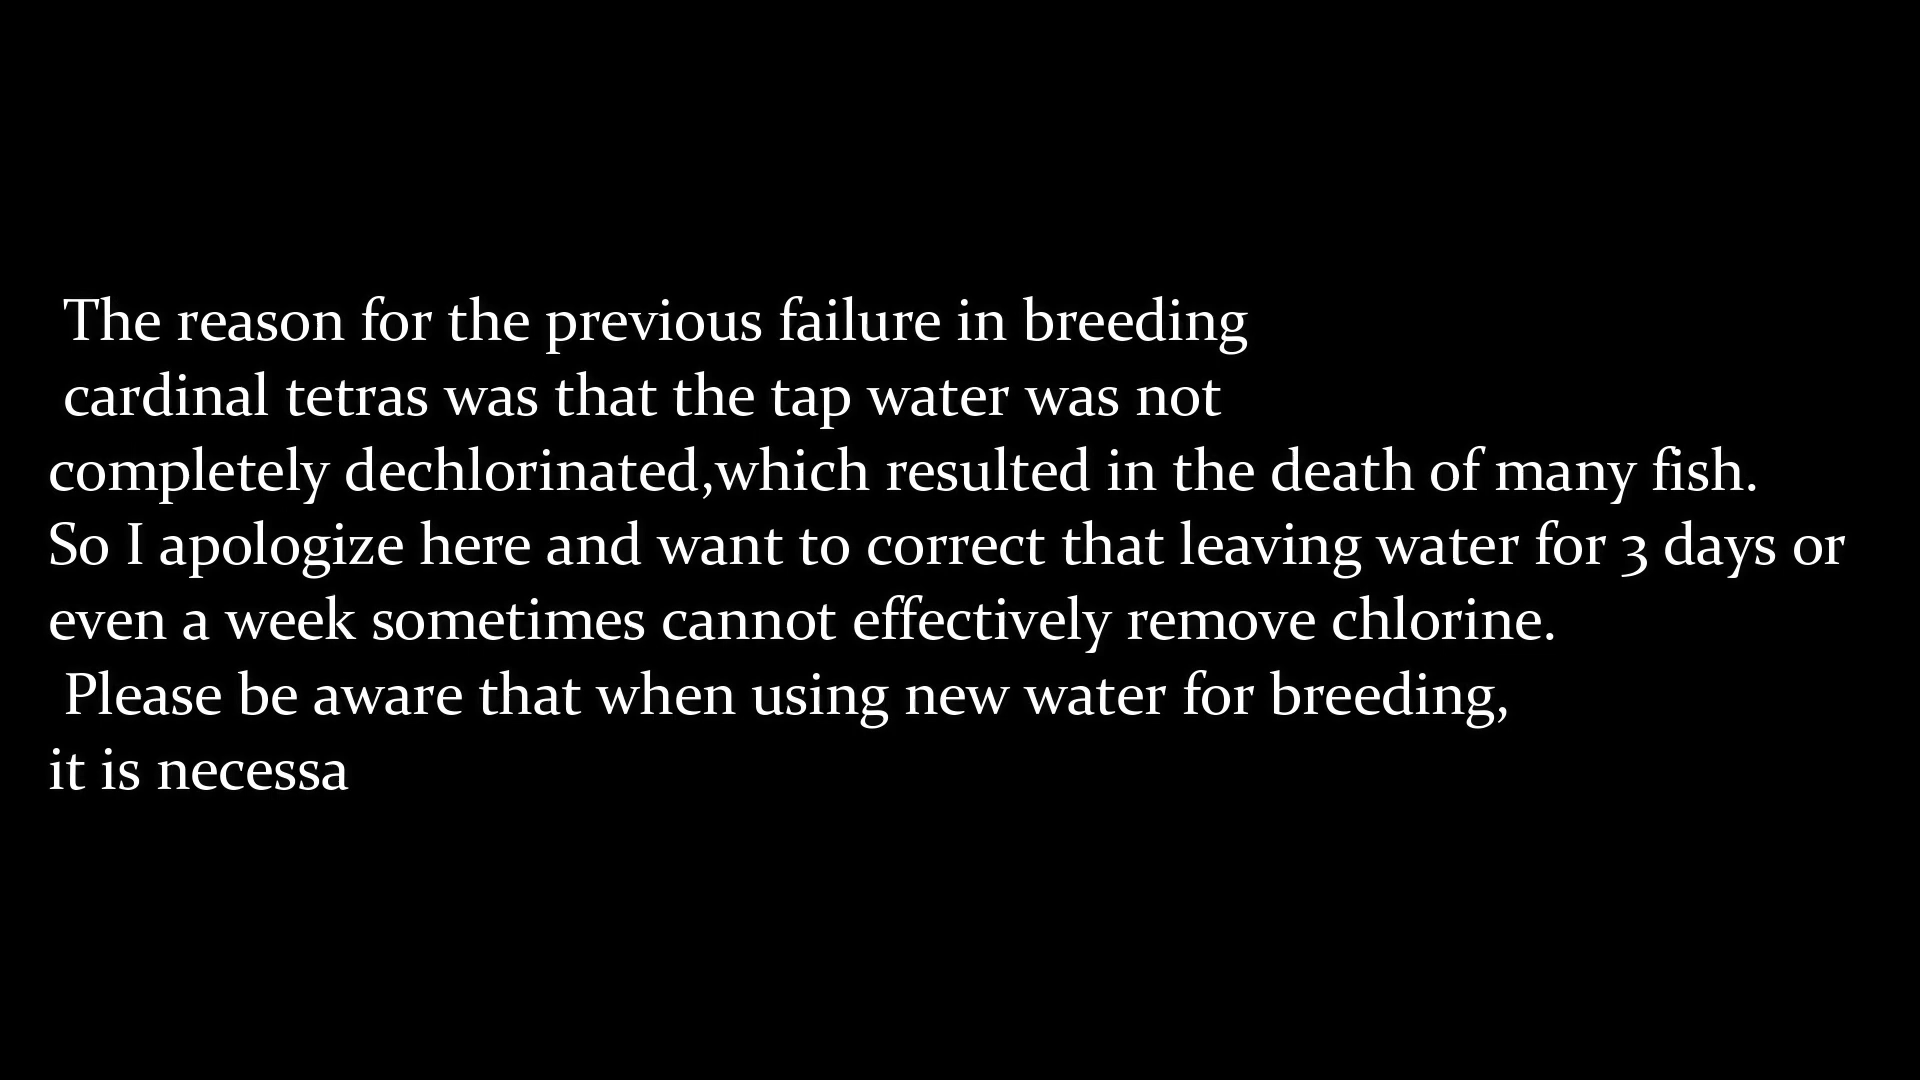 The reason for the previous failure in breeding
cardinal tetras was that the tap water was not
completely dechlorinated,which resulted in the death of many fish.
So I apologize here and want to correct that leaving water for 3 days or
even a week sometimes cannot effectively remove chlorine.
Please be aware that when using new water for breeding,
it is necessa